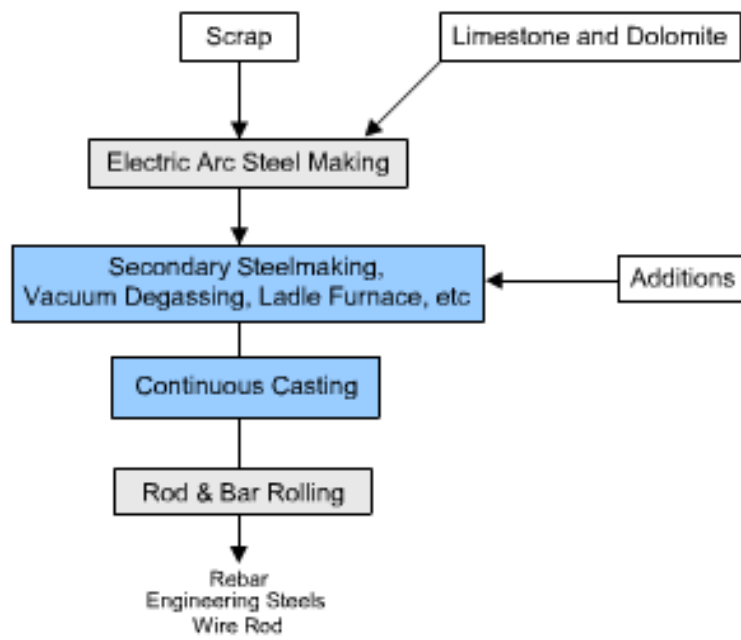 Scrap
Limestone and Dolomite
Electric Arc Steel Making
Secondary Steelmaking,
Vacuum Degassing, Ladle Furnace, etc
Additions
Continuous Casting
Rod & Bar Rolling
Rebar
Engineering Steels
Wire Rod